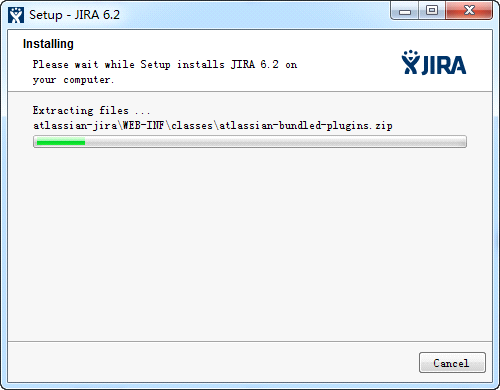 Setup - JIRA 6.2
Installing
Please wait while Setup installs JIRA 6.2 on
your computer.
JIRA
Extracting files ...
atlassian-jira\WEB-INF\classes\atlassian-bundled-plugins.zip
Cancel